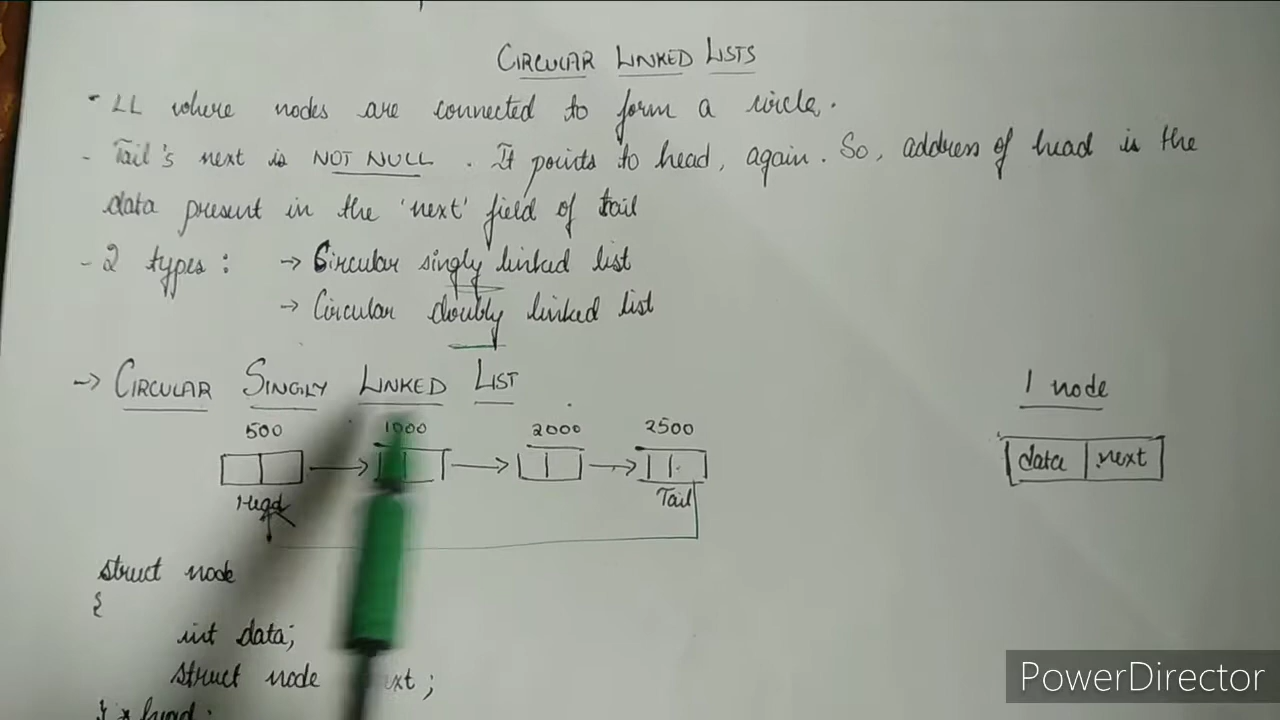 CIRCULAR LINKED LISTS
- LL where nodes are connected to form a circle.
- Tail's next is NOT NULL. It points to head, again. So, address of head is the
data present in the 'next' field of tail
- 2 types: → Circular singly linked list
→ Circular doubly linked list
→ CIRCULAR SINGLY LINKED LIST
1 node
500 1000 2000 2500
data next
Head Tail
struct node
{
int data;
struct node ext;
} *head;
PowerDirector